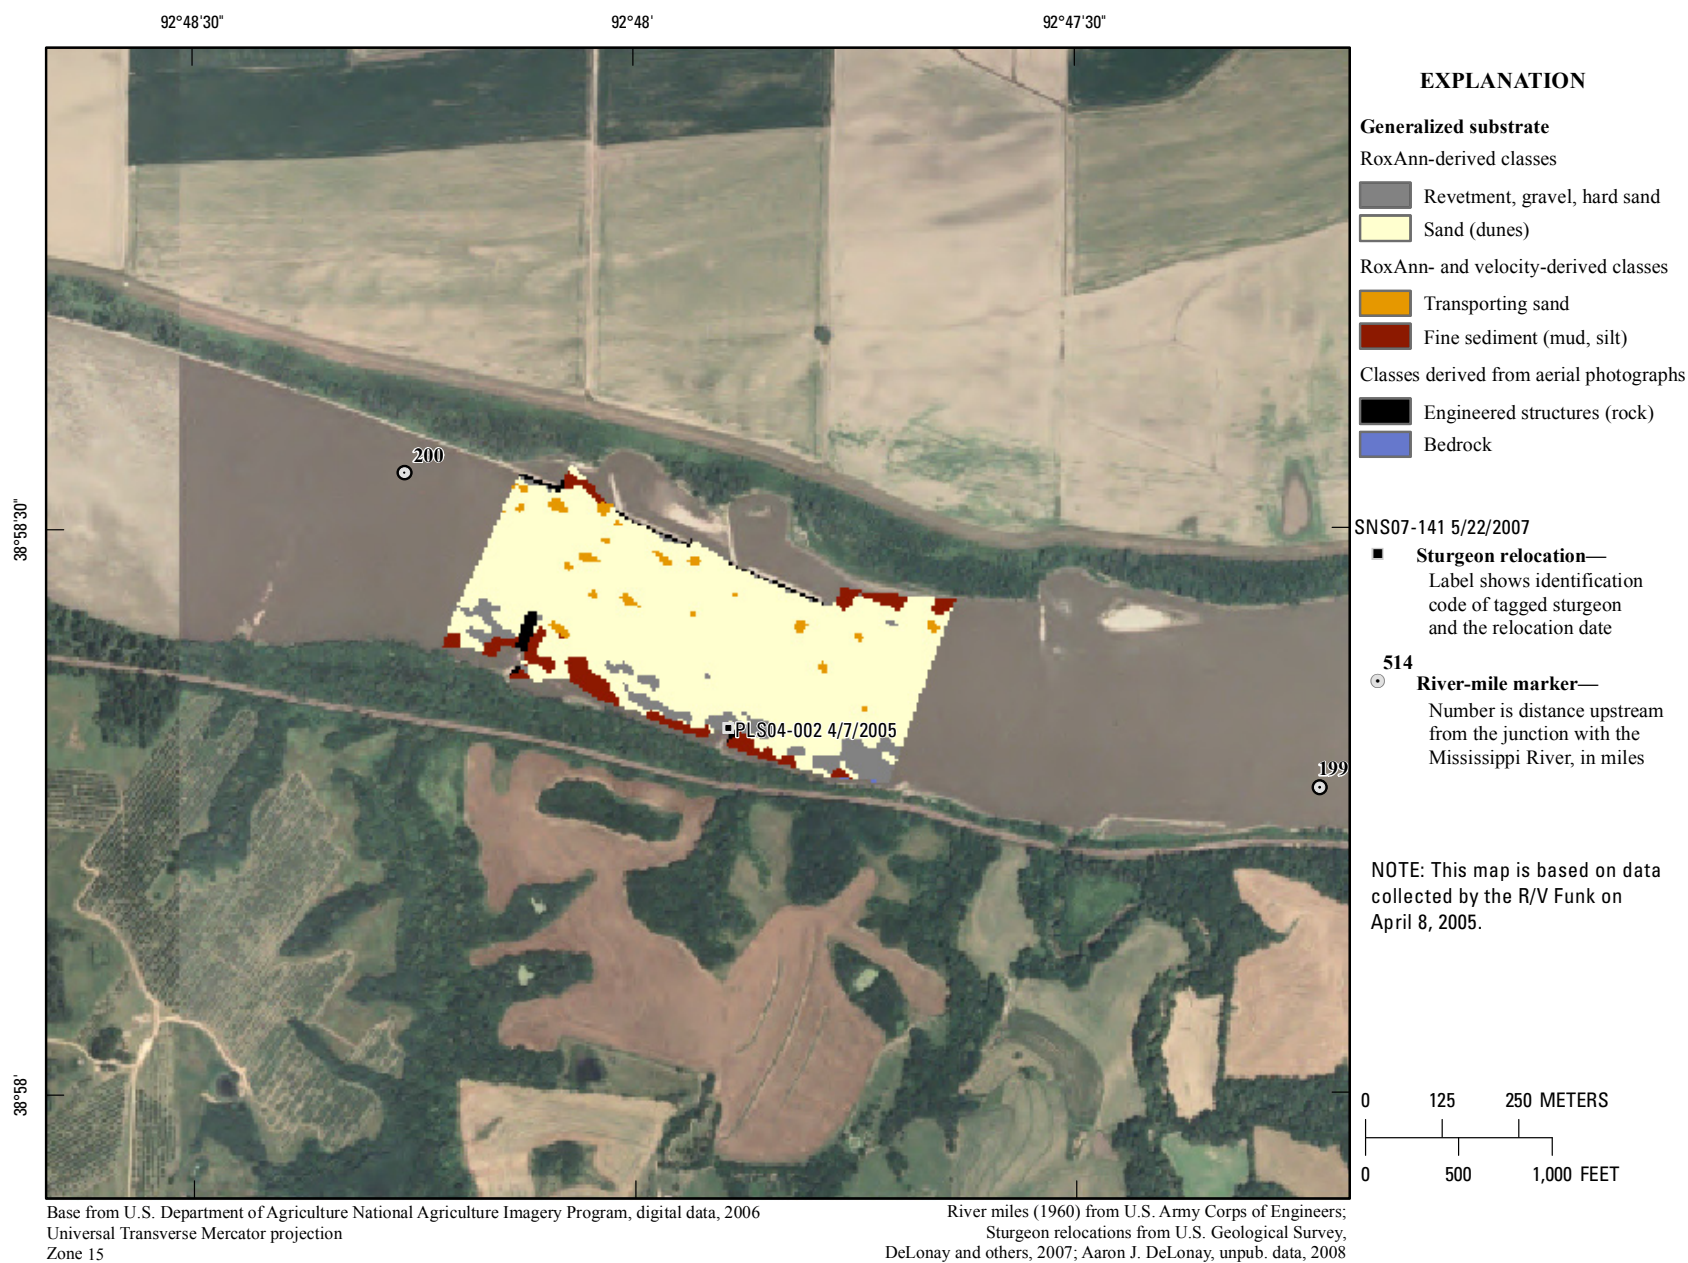 92°48'30"
92°48'
92°47'30"
38°58'30"
38°58'
200
PLS04-002 4/7/2005
199
EXPLANATION
Generalized substrate
RoxAnn-derived classes
Revetment, gravel, hard sand
Sand (dunes)
RoxAnn- and velocity-derived classes
Transporting sand
Fine sediment (mud, silt)
Classes derived from aerial photographs
Engineered structures (rock)
Bedrock
SNS07-141 5/22/2007
Sturgeon relocation—
Label shows identification
code of tagged sturgeon
and the relocation date
514
River-mile marker—
Number is distance upstream
from the junction with the
Mississippi River, in miles
NOTE: This map is based on data
collected by the R/V Funk on
April 8, 2005.
0 125 250 METERS
0 500 1,000 FEET
Base from U.S. Department of Agriculture National Agriculture Imagery Program, digital data, 2006
Universal Transverse Mercator projection
Zone 15
River miles (1960) from U.S. Army Corps of Engineers;
Sturgeon relocations from U.S. Geological Survey,
DeLonay and others, 2007; Aaron J. DeLonay, unpub. data, 2008